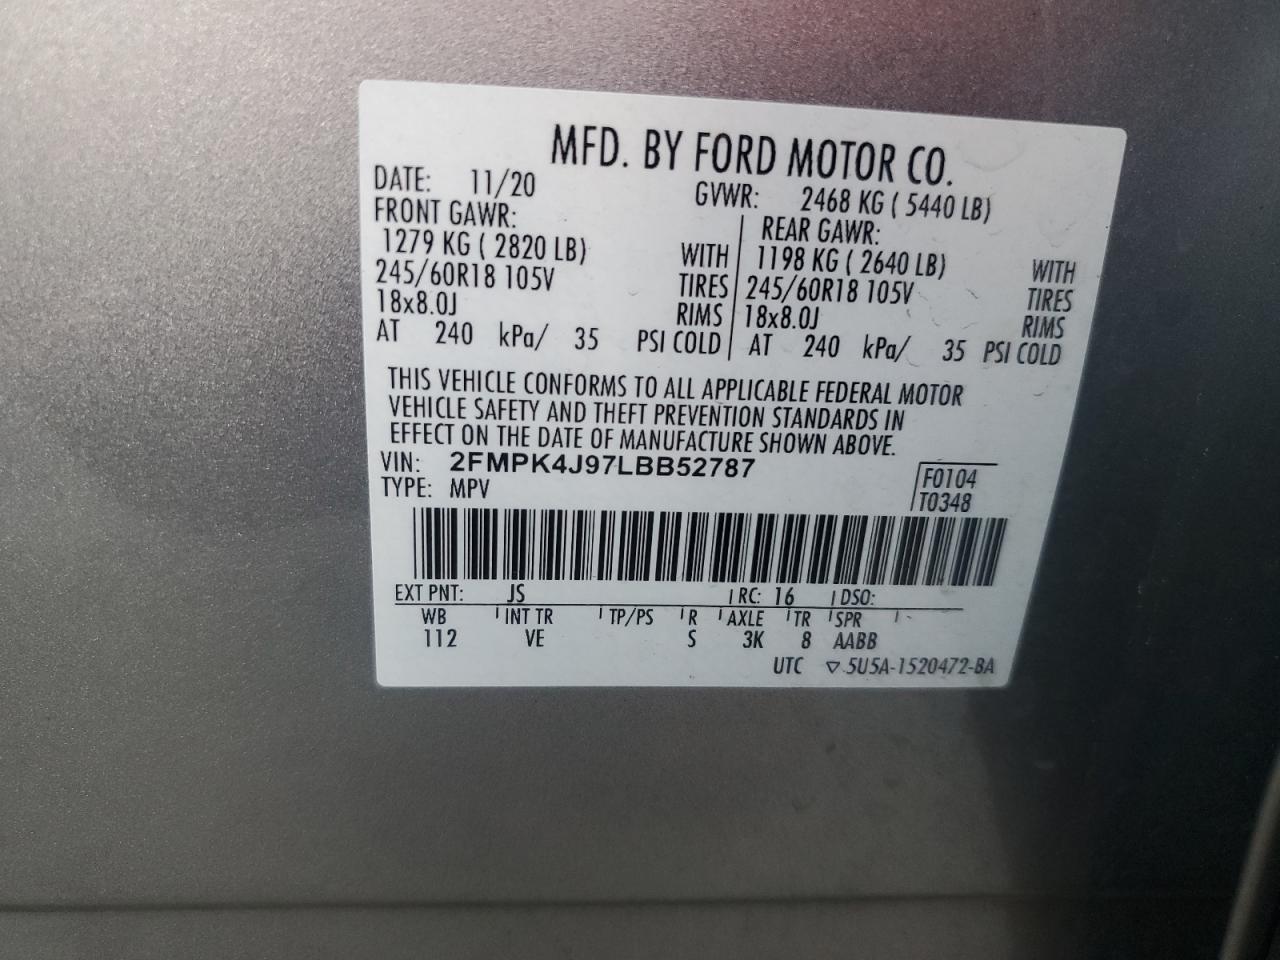 MFD. BY FORD MOTOR CO.
DATE: 11/20 GVWR: 2468 KG ( 5440 LB)
FRONT GAWR: REAR GAWR:
1279 KG ( 2820 LB) WITH 1198 KG ( 2640 LB) WITH
245/60R18 105V TIRES 245/60R18 105V TIRES
18x8.0J RIMS 18x8.0J RIMS
AT 240 kPa/ 35 PSI COLD AT 240 kPa/ 35 PSI COLD
THIS VEHICLE CONFORMS TO ALL APPLICABLE FEDERAL MOTOR
VEHICLE SAFETY AND THEFT PREVENTION STANDARDS IN
EFFECT ON THE DATE OF MANUFACTURE SHOWN ABOVE.
VIN: 2FMPK4J97LBB52787 F0104
TYPE: MPV T0348
EXT PNT: JS RC: 16 DSO:
WB INT TR TP/PS R AXLE TR SPR
112 VE S 3K 8 AABB
UTC ▽ 5U5A-1520472-BA